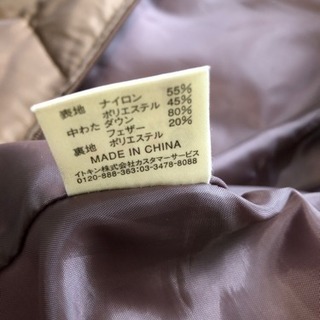 表地 ナイロン 55%
ポリエステル 45%
中わた ダウン 80%
フェザー 20%
裏地 ポリエステル
MADE IN CHINA
イトキン株式会社カスタマーサービス
0120-888-363:03-3478-8088